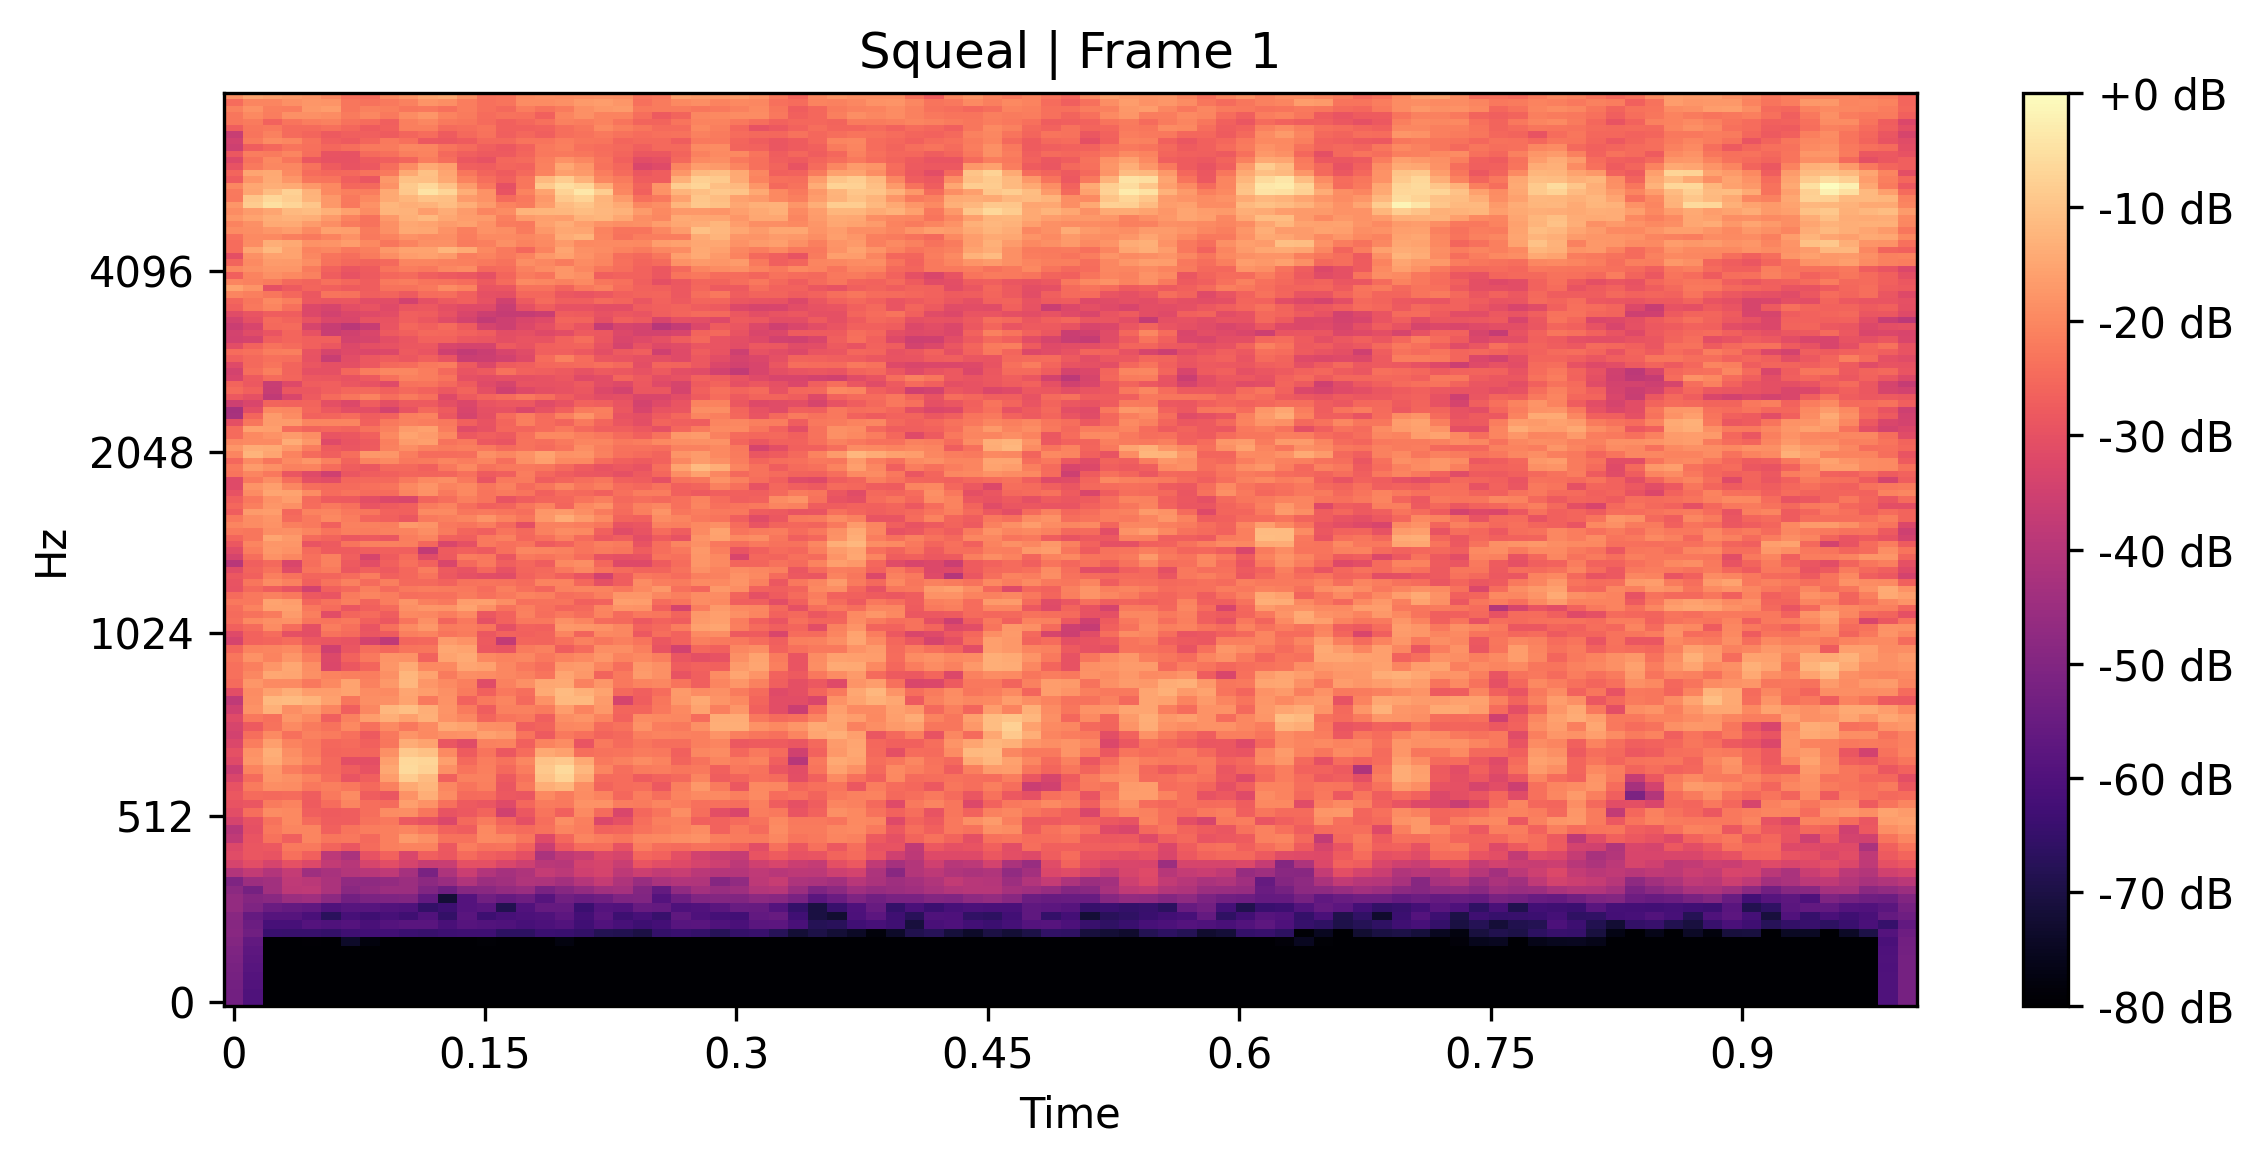 Squeal | Frame 1
+0 dB
-10 dB
-20 dB
-30 dB
-40 dB
-50 dB
-60 dB
-70 dB
-80 dB
Hz
4096
2048
1024
512
0
0 0.15 0.3 0.45 0.6 0.75 0.9
Time